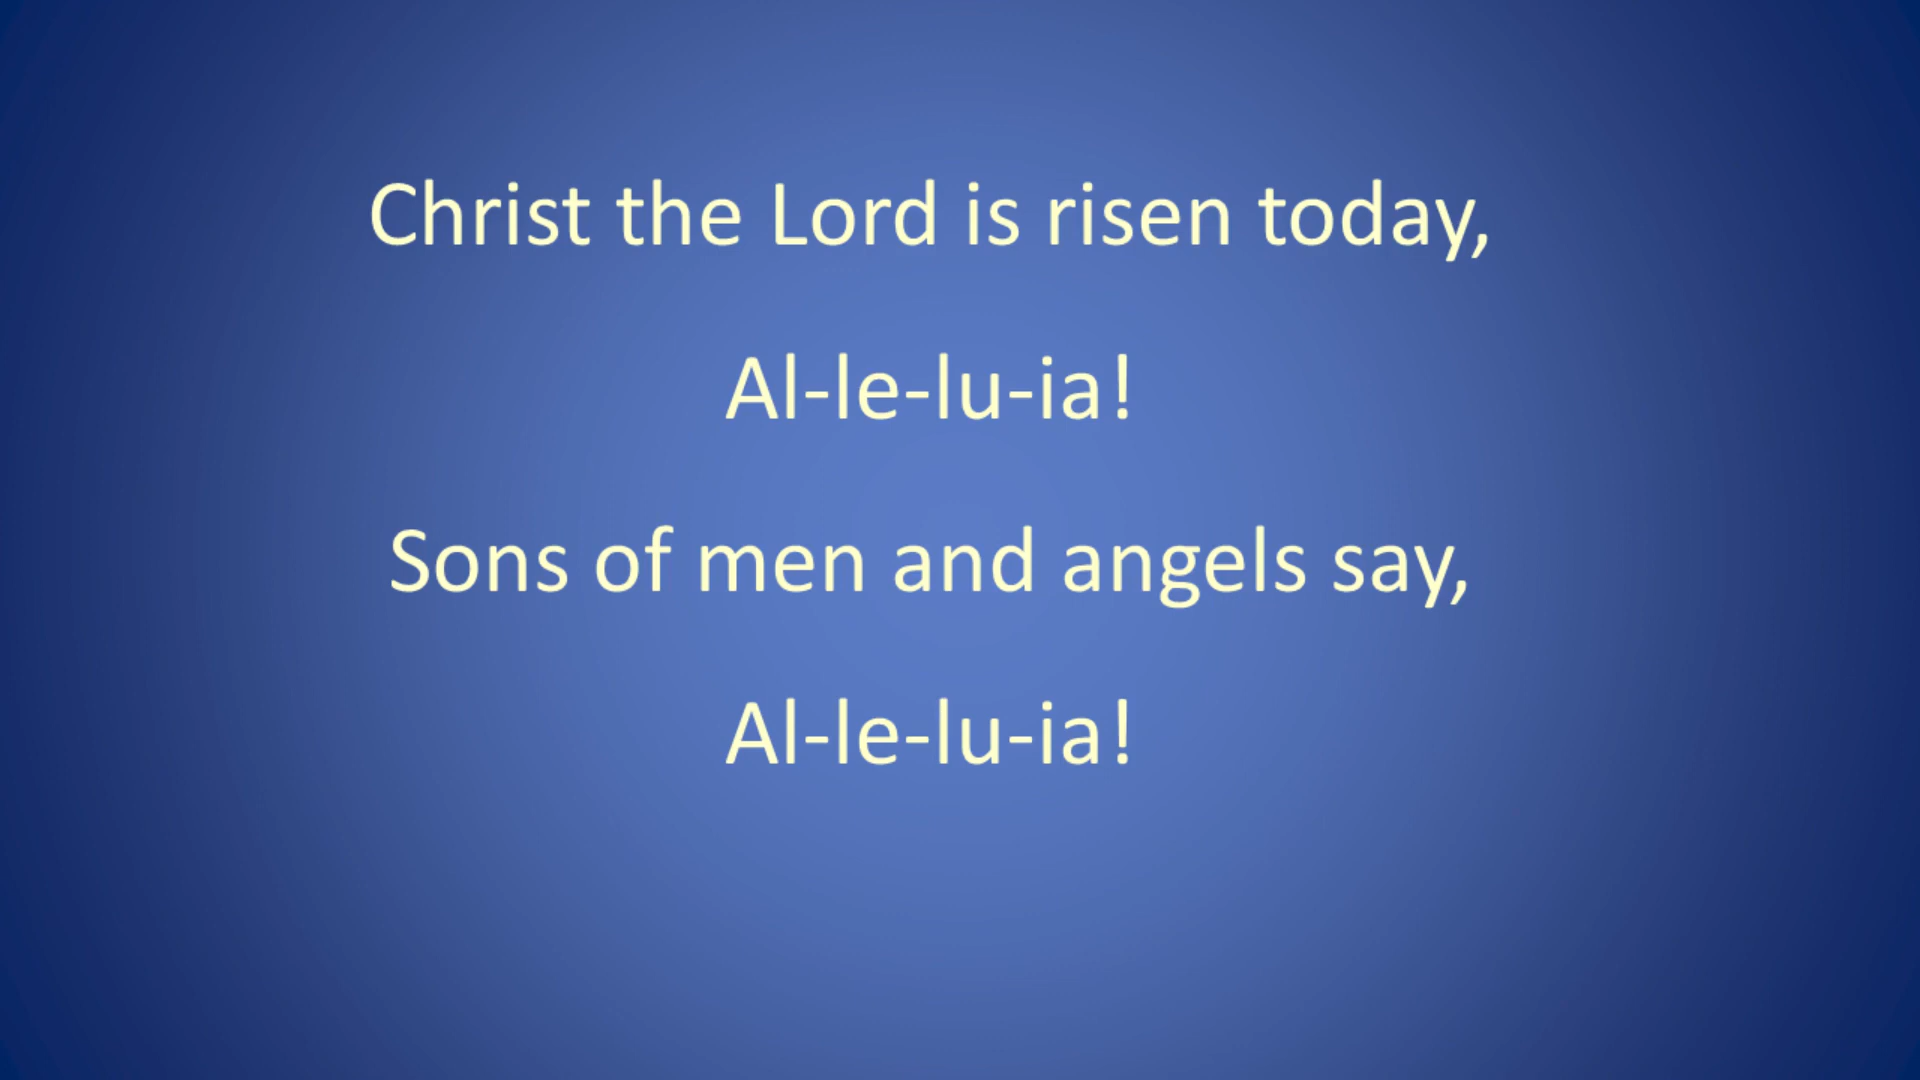 Christ the Lord is risen today,
Al-le-lu-ia!
Sons of men and angels say,
Al-le-lu-ia!